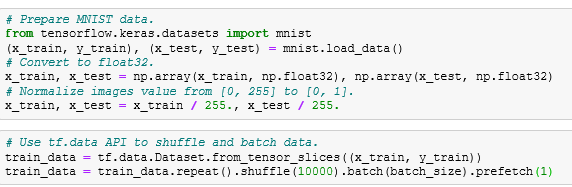 # Prepare MNIST data.
from tensorflow.keras.datasets import mnist
(x_train, y_train), (x_test, y_test) = mnist.load_data()
# Convert to float32.
x_train, x_test = np.array(x_train, np.float32), np.array(x_test, np.float32)
# Normalize images value from [0, 255] to [0, 1].
x_train, x_test = x_train / 255., x_test / 255.
# Use tf.data API to shuffle and batch data.
train_data = tf.data.Dataset.from_tensor_slices((x_train, y_train))
train_data = train_data.repeat().shuffle(10000).batch(batch_size).prefetch(1)